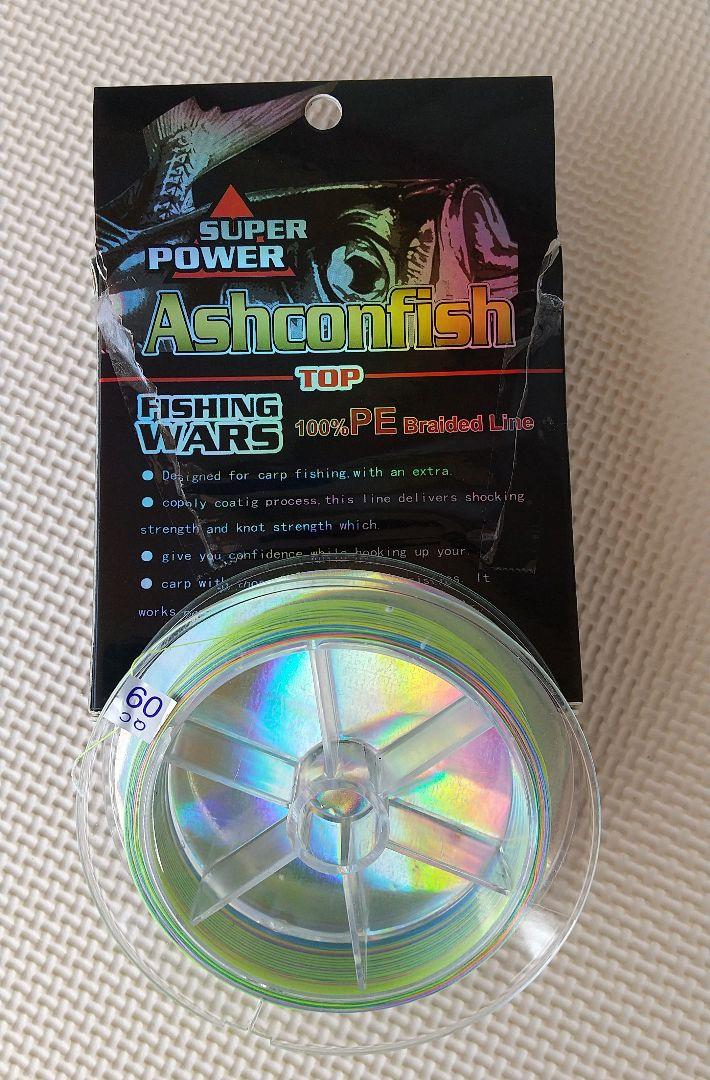 SUPER
POWER
Ashconfish
TOP
FISHING
WARS
100%PE Braided Line
● Designed for carp fishing.with an extra.
● coply coatig process.this line delivers shocking
strength and knot strength which.
● give you confidence while hooking up your.
● carp with It
works
60